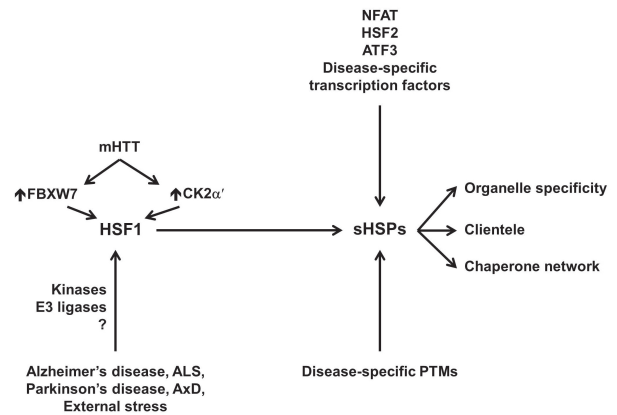 NFAT
HSF2
ATF3
Disease-specific
transcription factors
mHTT
↑FBXW7
↑CK2α′
HSF1
sHSPs
Organelle specificity
Clientele
Chaperone network
Kinases
E3 ligases
?
Alzheimer's disease, ALS,
Parkinson's disease, AxD,
External stress
Disease-specific PTMs